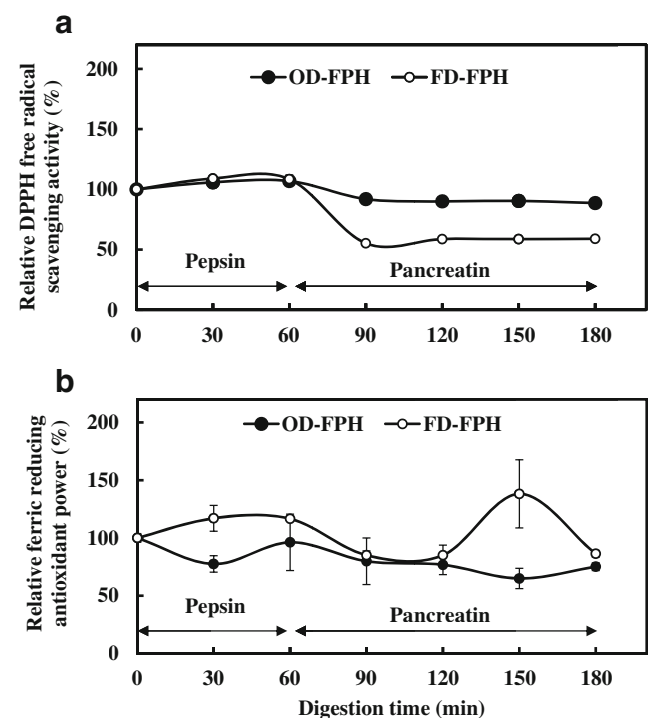 a
Relative DPPH free radical
scavenging activity (%)
200
150
100
50
0
OD-FPH
FD-FPH
Pepsin
Pancreatin
0 30 60 90 120 150 180
b
Relative ferric reducing
antioxidant power (%)
200
150
100
50
0
OD-FPH
FD-FPH
Pepsin
Pancreatin
0 30 60 90 120 150 180
Digestion time (min)